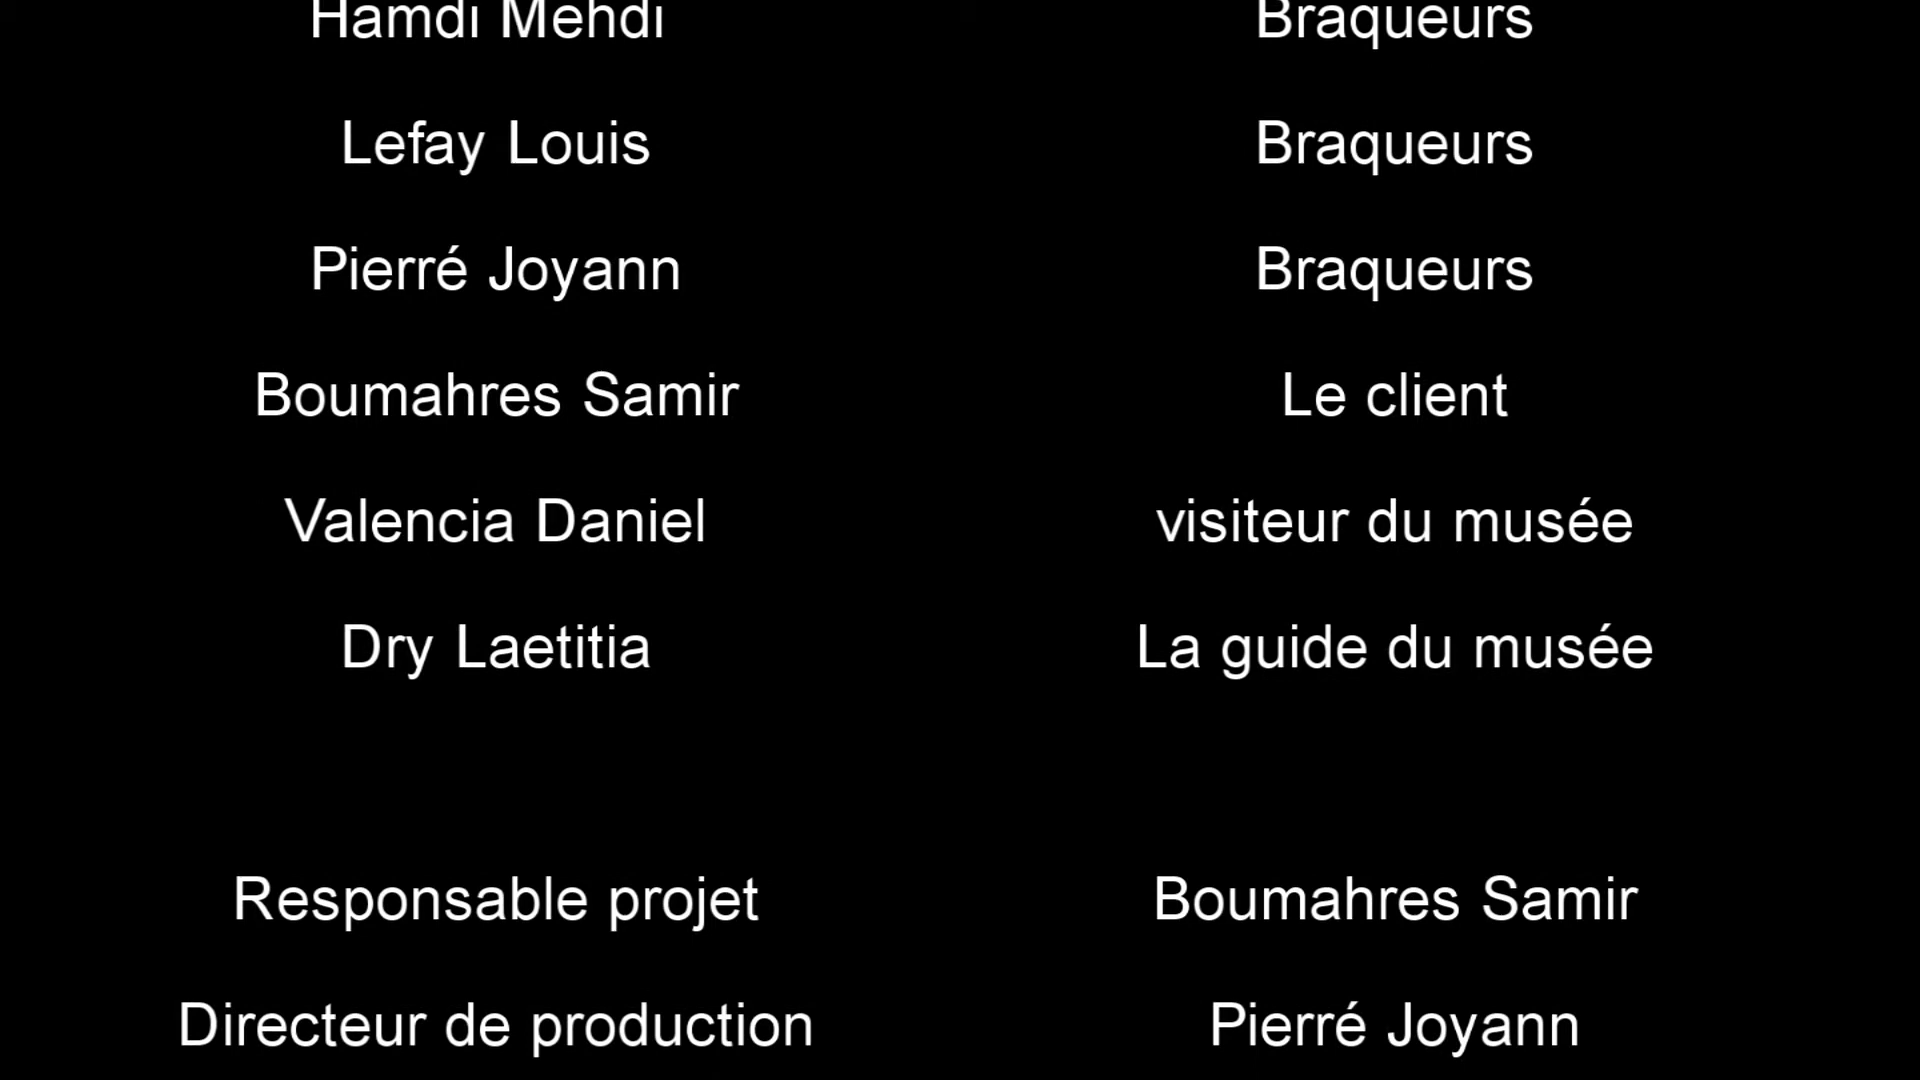 Hamdi Mehdi Braqueurs
Lefay Louis Braqueurs
Pierré Joyann Braqueurs
Boumahres Samir Le client
Valencia Daniel visiteur du musée
Dry Laetitia La guide du musée
Responsable projet Boumahres Samir
Directeur de production Pierré Joyann